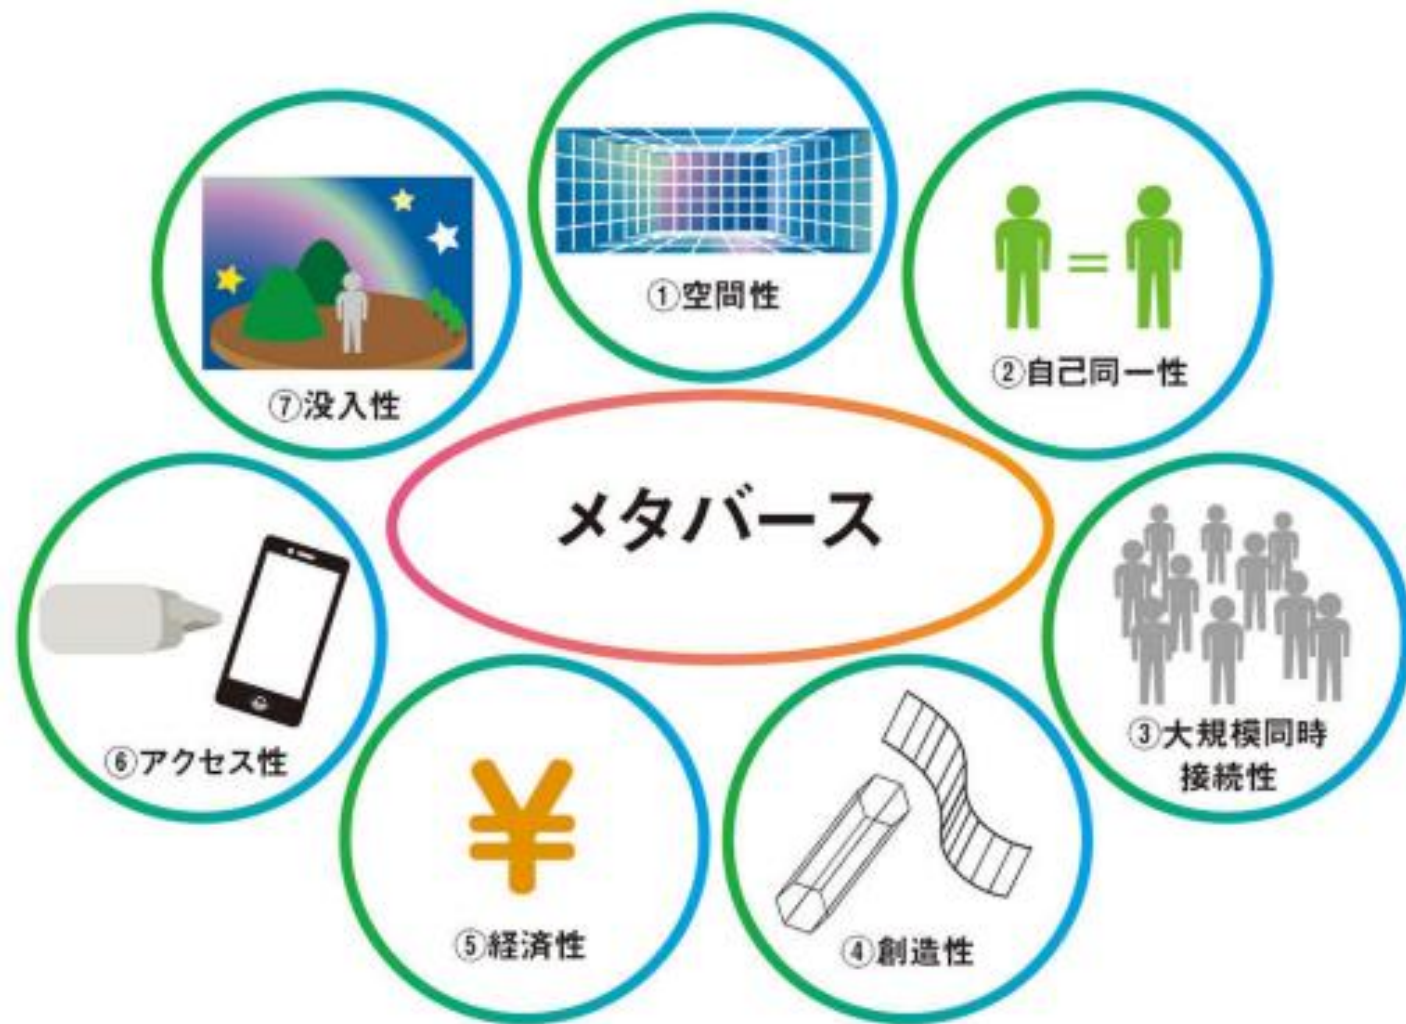 メタバース
①空間性
②自己同一性
③大規模同時
接続性
④創造性
⑤経済性
⑥アクセス性
⑦没入性